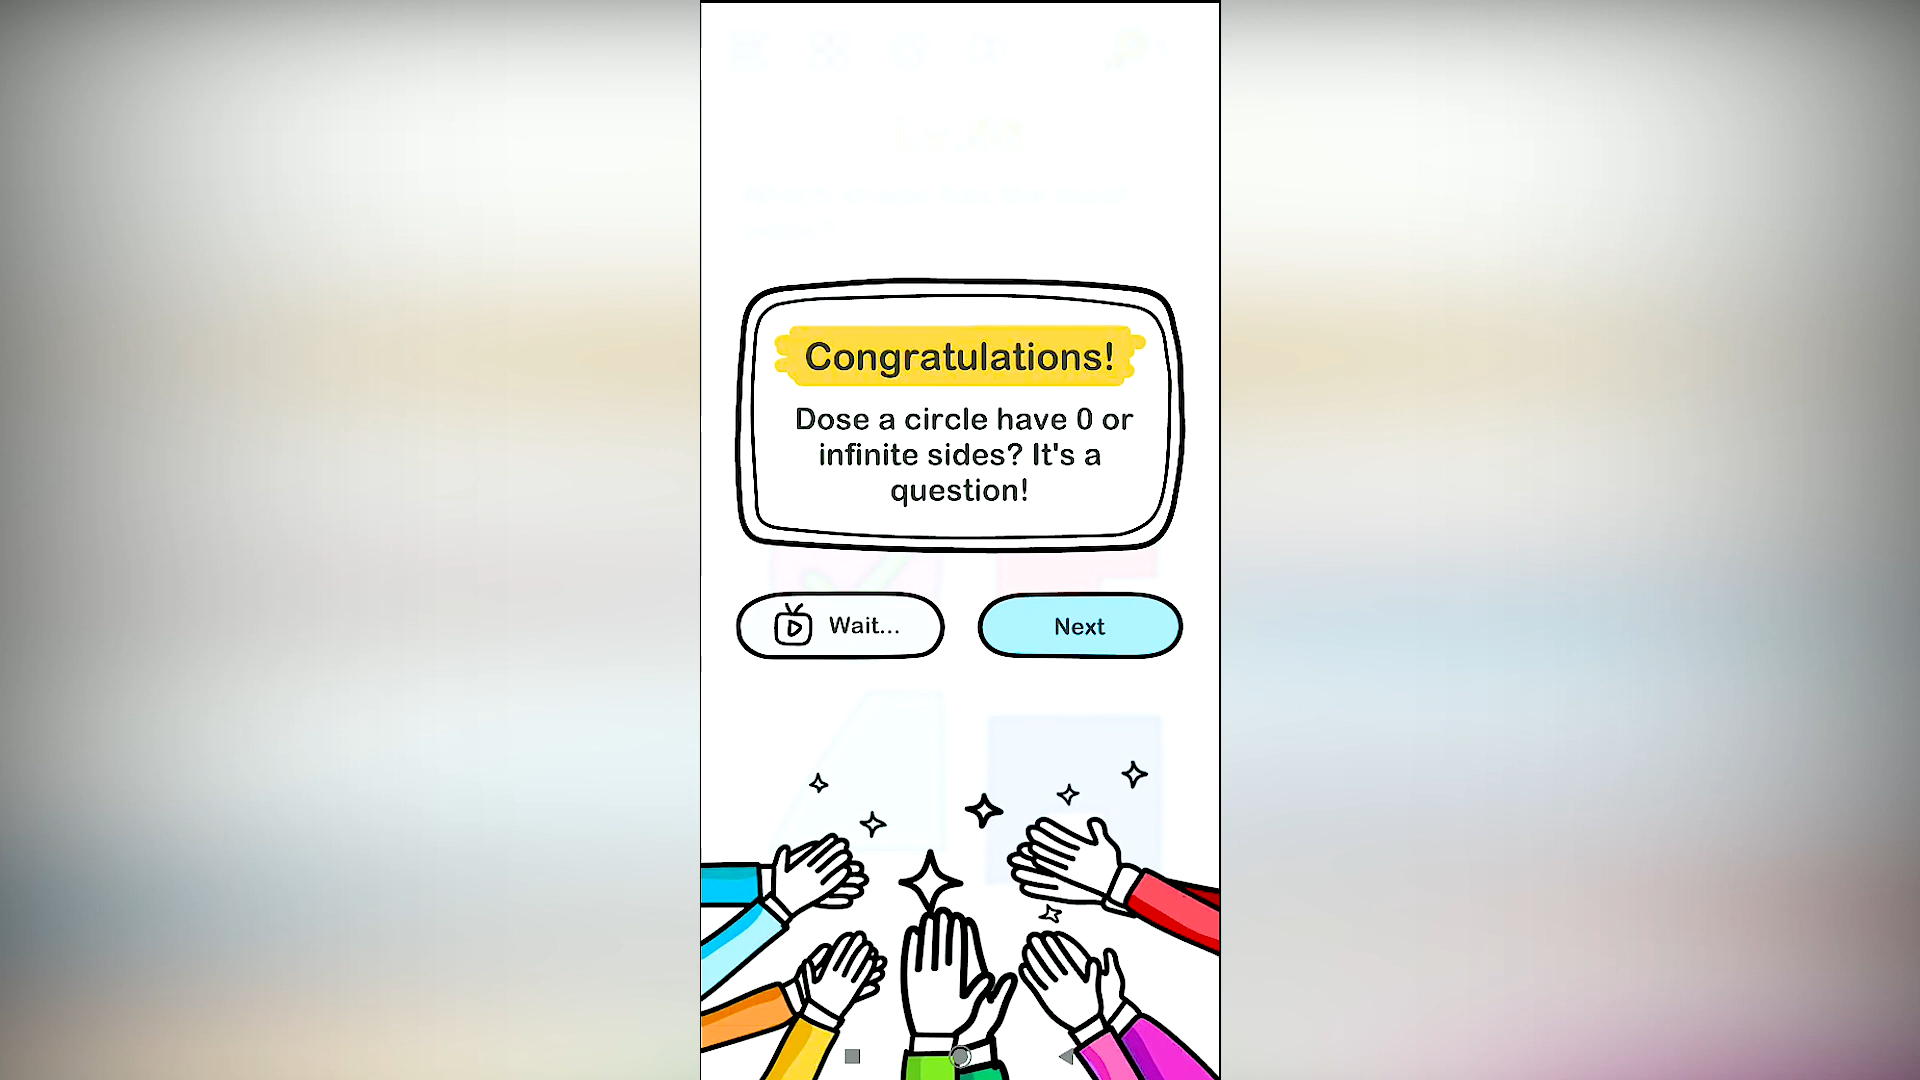 Congratulations!
Dose a circle have 0 or
infinite sides? It's a
question!
Wait...
Next